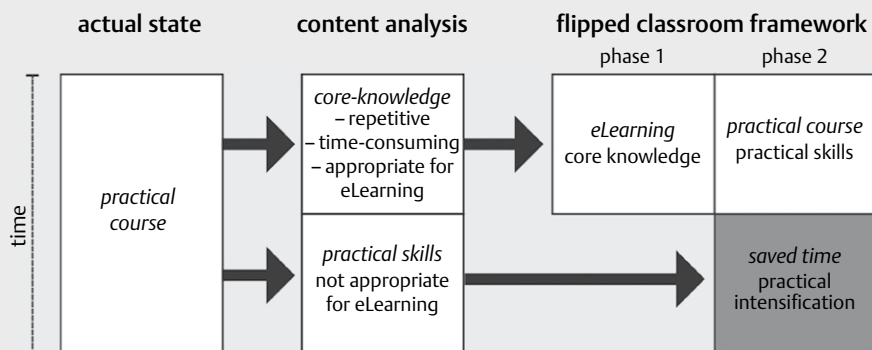 actual state
content analysis
flipped classroom framework
phase 1
phase 2
time
practical
course
core-knowledge
– repetitive
– time-consuming
– appropriate for
eLearning
practical skills
not appropriate
for eLearning
eLearning
core knowledge
practical course
practical skills
saved time
practical
intensification